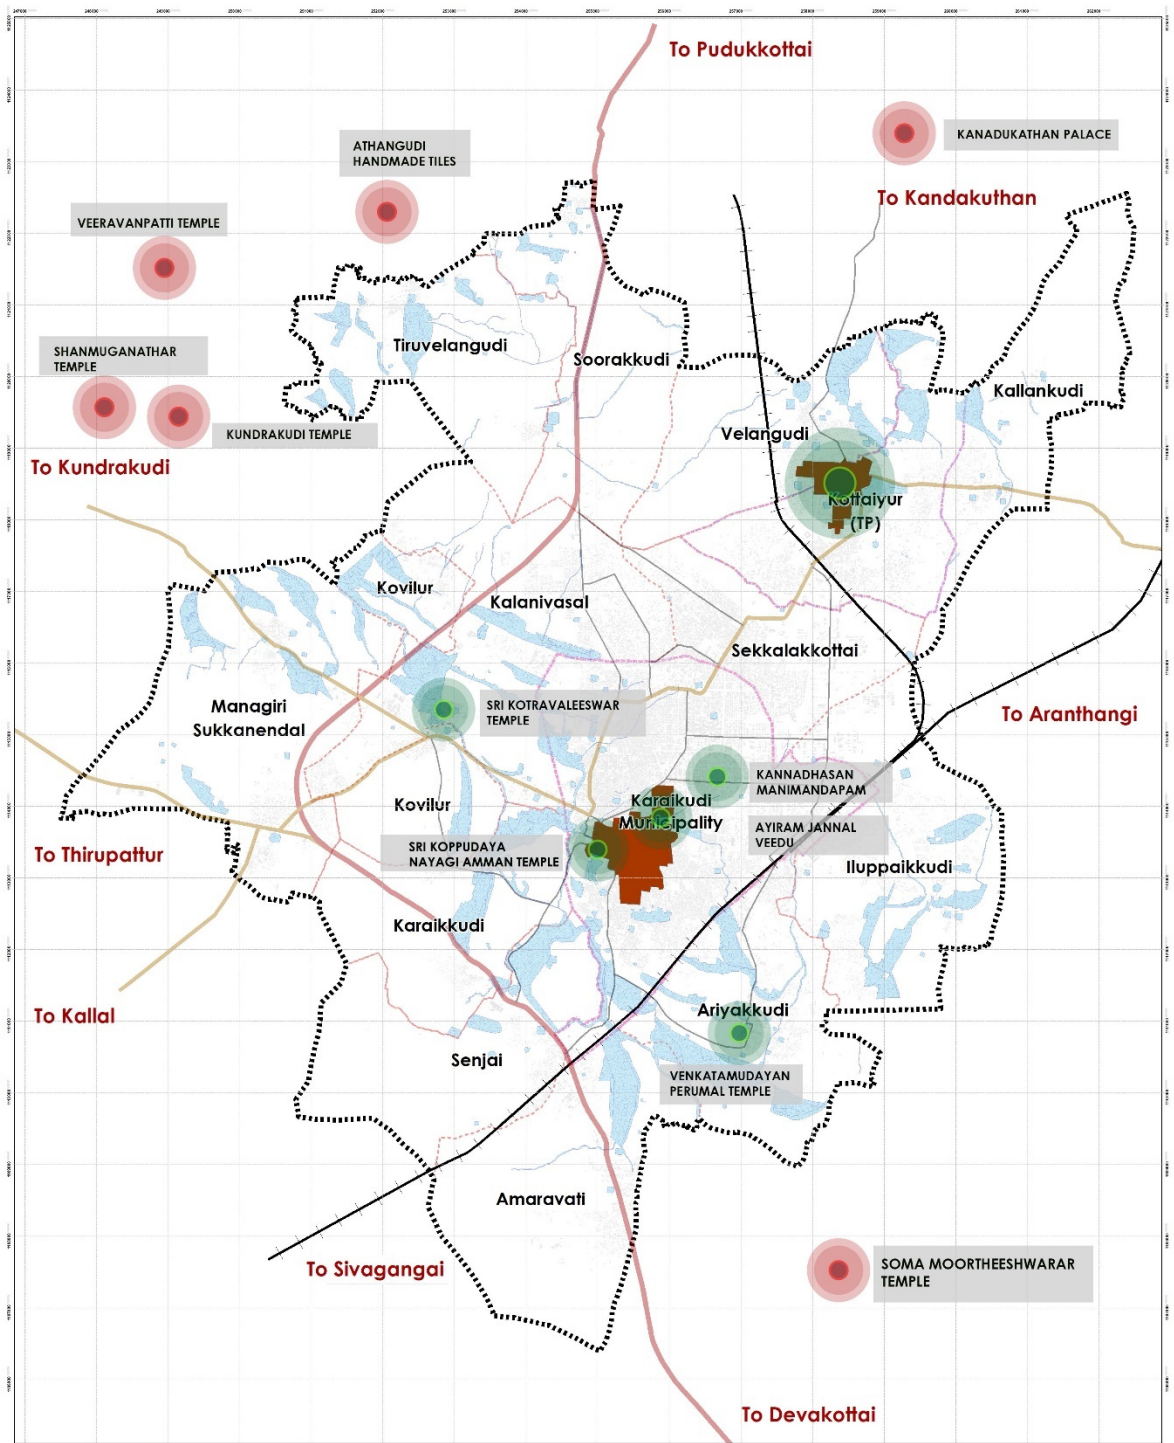 To Pudukkottai
KANADUKATHAN PALACE
ATHANGUDI
HANDMADE TILES
To Kandakuthan
VEERAVANPATTI TEMPLE
SHANMUGANATHAR
TEMPLE
Tiruvelangudi
Soorakkudi
Kallankudi
KUNDRAKUDI TEMPLE
Velangudi
To Kundrakudi
Kottaiyur
(TP)
Kovilur
Kalanivasal
Sekkalakkottai
Managiri
Sukkanendal
SRI KOTRAVALEESWAR
TEMPLE
To Aranthangi
KANNADHASAN
MANIMANDAPAM
Kovilur
Karaikudi
Municipality
AYIRAM JANNAL
VEEDU
To Thirupattur
SRI KOPPUDAYA
NAYAGI AMMAN TEMPLE
Iluppaikkudi
Karaikkudi
To Kallal
Ariyakkudi
Senjai
VENKATAMUDAYAN
PERUMAL TEMPLE
Amaravati
To Sivagangai
SOMA MOORTHEESHWARAR
TEMPLE
To Devakottai